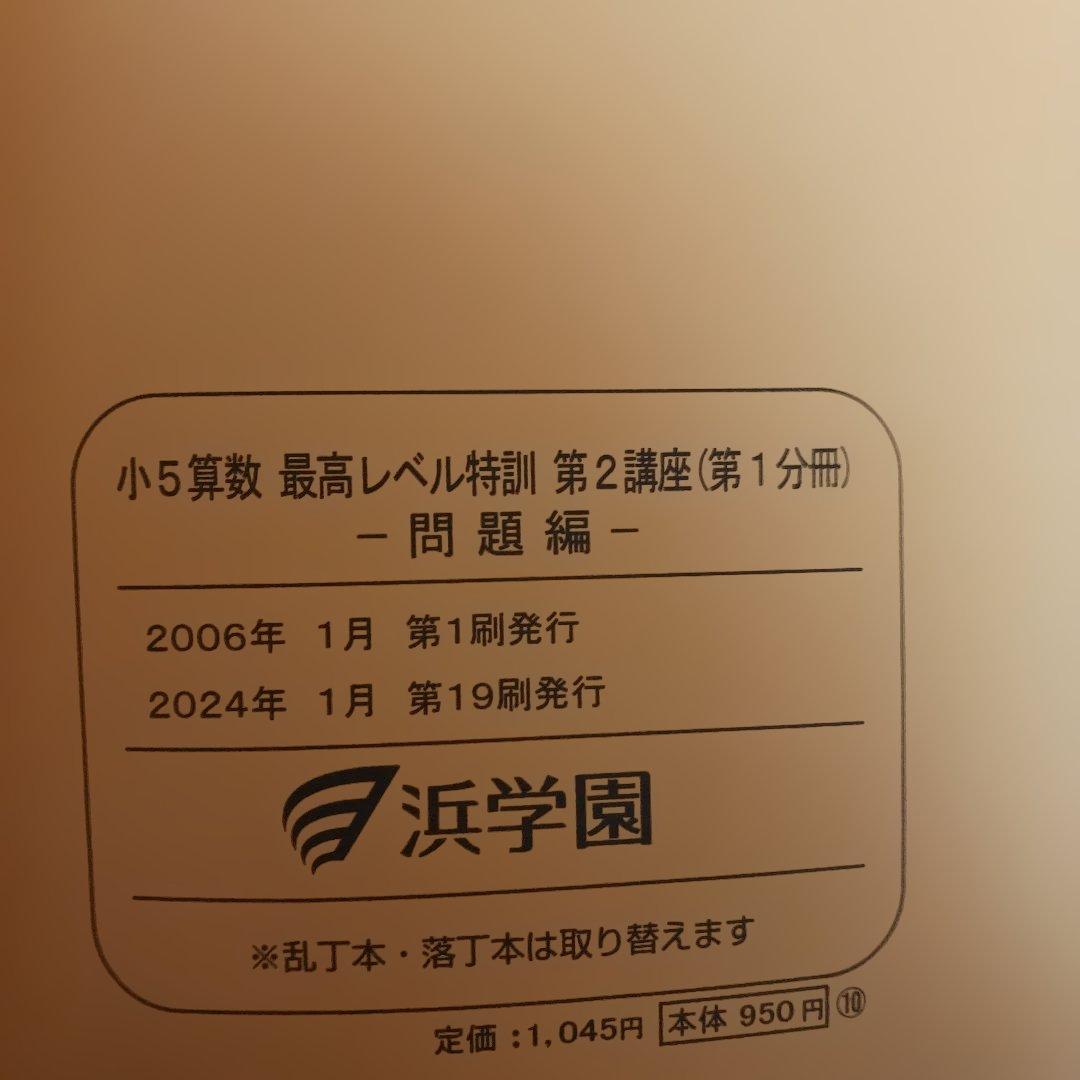 小5算数 最高レベル特訓 第2講座(第1分冊)
－問題編－
2006年 1月 第1刷発行
2024年 1月 第19刷発行
浜学園
※乱丁本・落丁本は取り替えます
定価:1,045円 本体 950円 ⑩